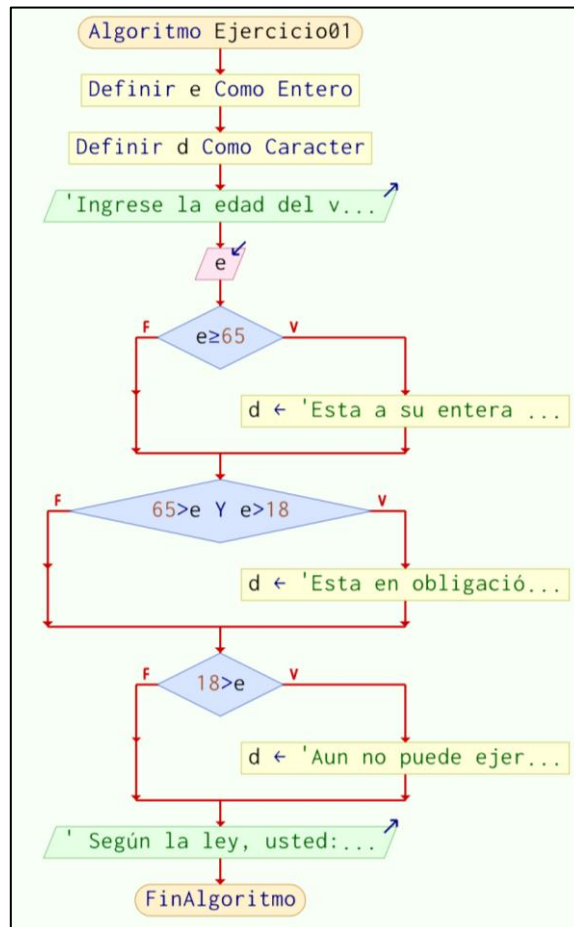 Algoritmo Ejercicio01
Definir e Como Entero
Definir d Como Caracter
'Ingrese la edad del v...
e
F e≥65 V
d ← 'Esta a su entera ...
F 65>e Y e>18 V
d ← 'Esta en obligació...
F 18>e V
d ← 'Aun no puede ejer...
' Según la ley, usted:...
FinAlgoritmo